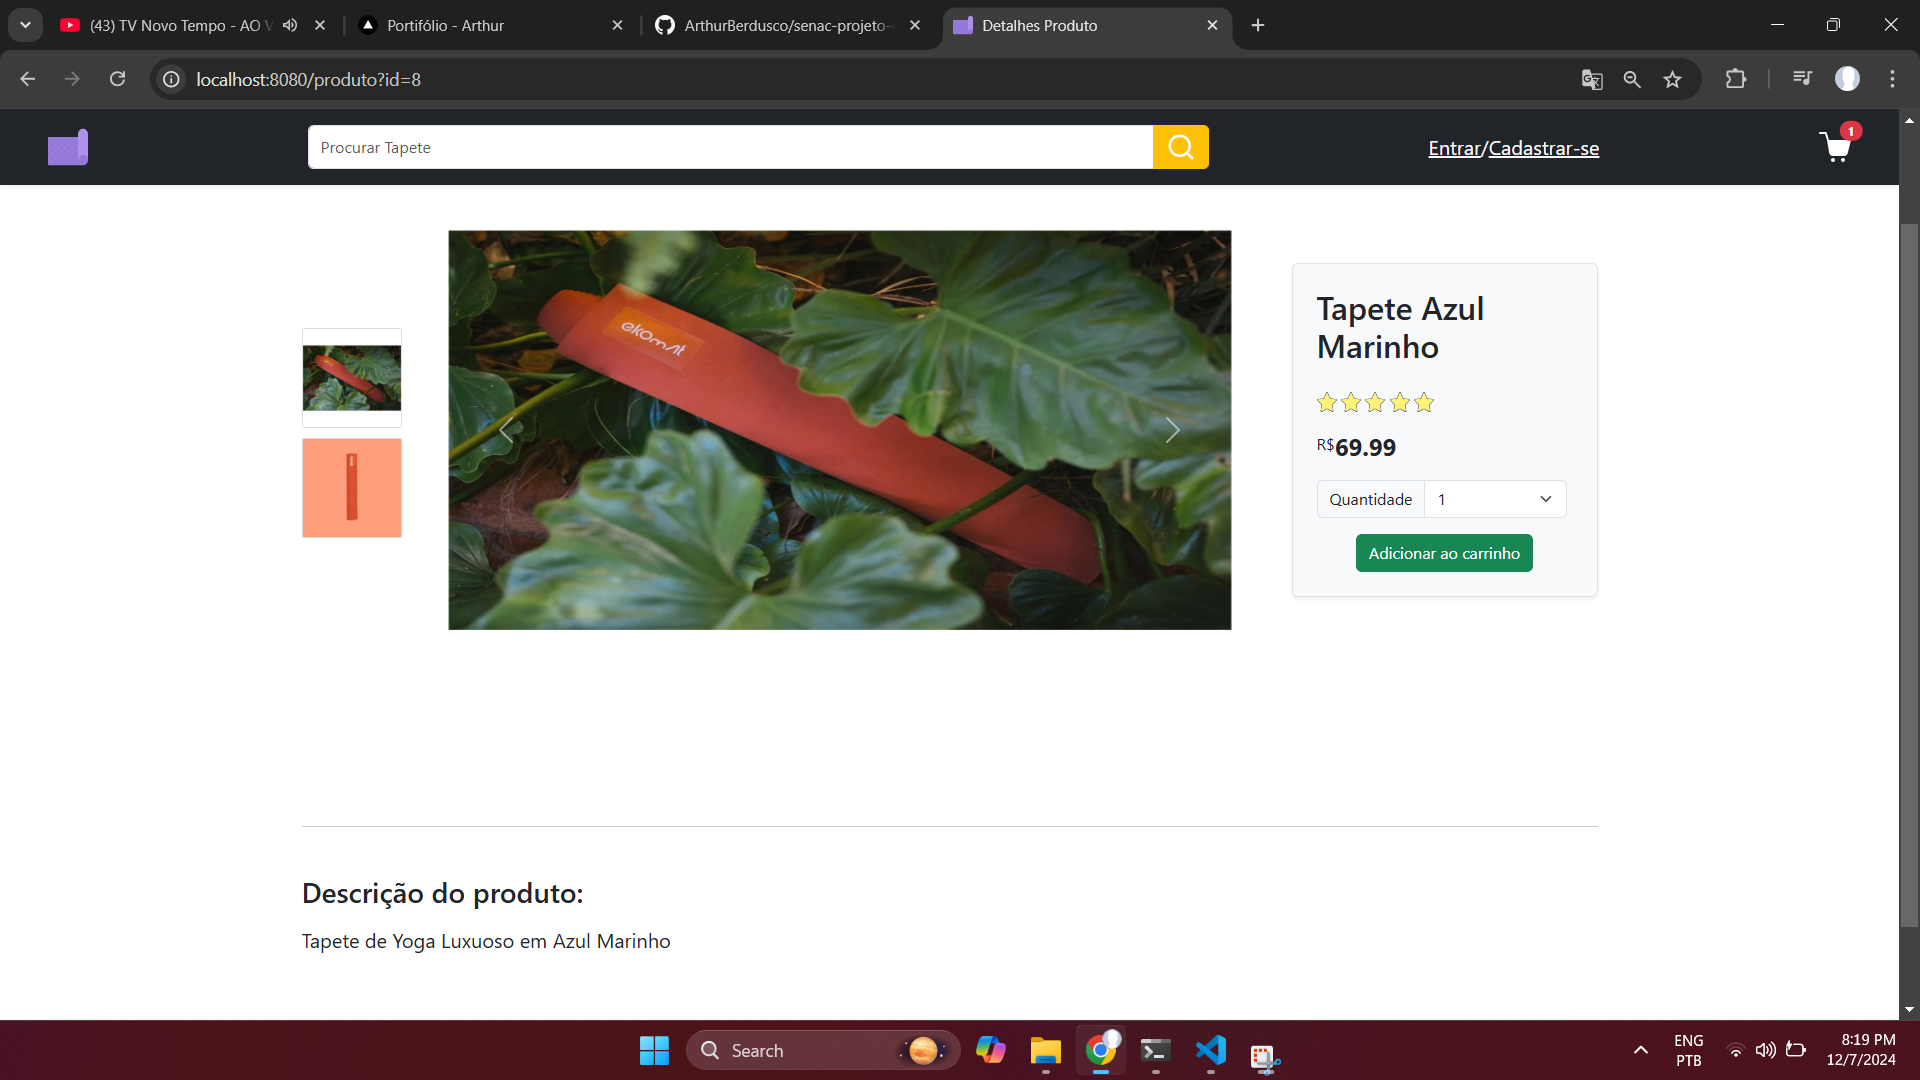 (43) TV Novo Tempo - AO V
Portifólio - Arthur
ArthurBerdusco/senac-projeto-
Detalhes Produto
localhost:8080/produto?id=8
Procurar Tapete
Entrar/Cadastrar-se
1
ekomat
Tapete Azul
Marinho
R$69.99
Quantidade
1
Adicionar ao carrinho
Descrição do produto:
Tapete de Yoga Luxuoso em Azul Marinho
Search
ENG
PTB
8:19 PM
12/7/2024